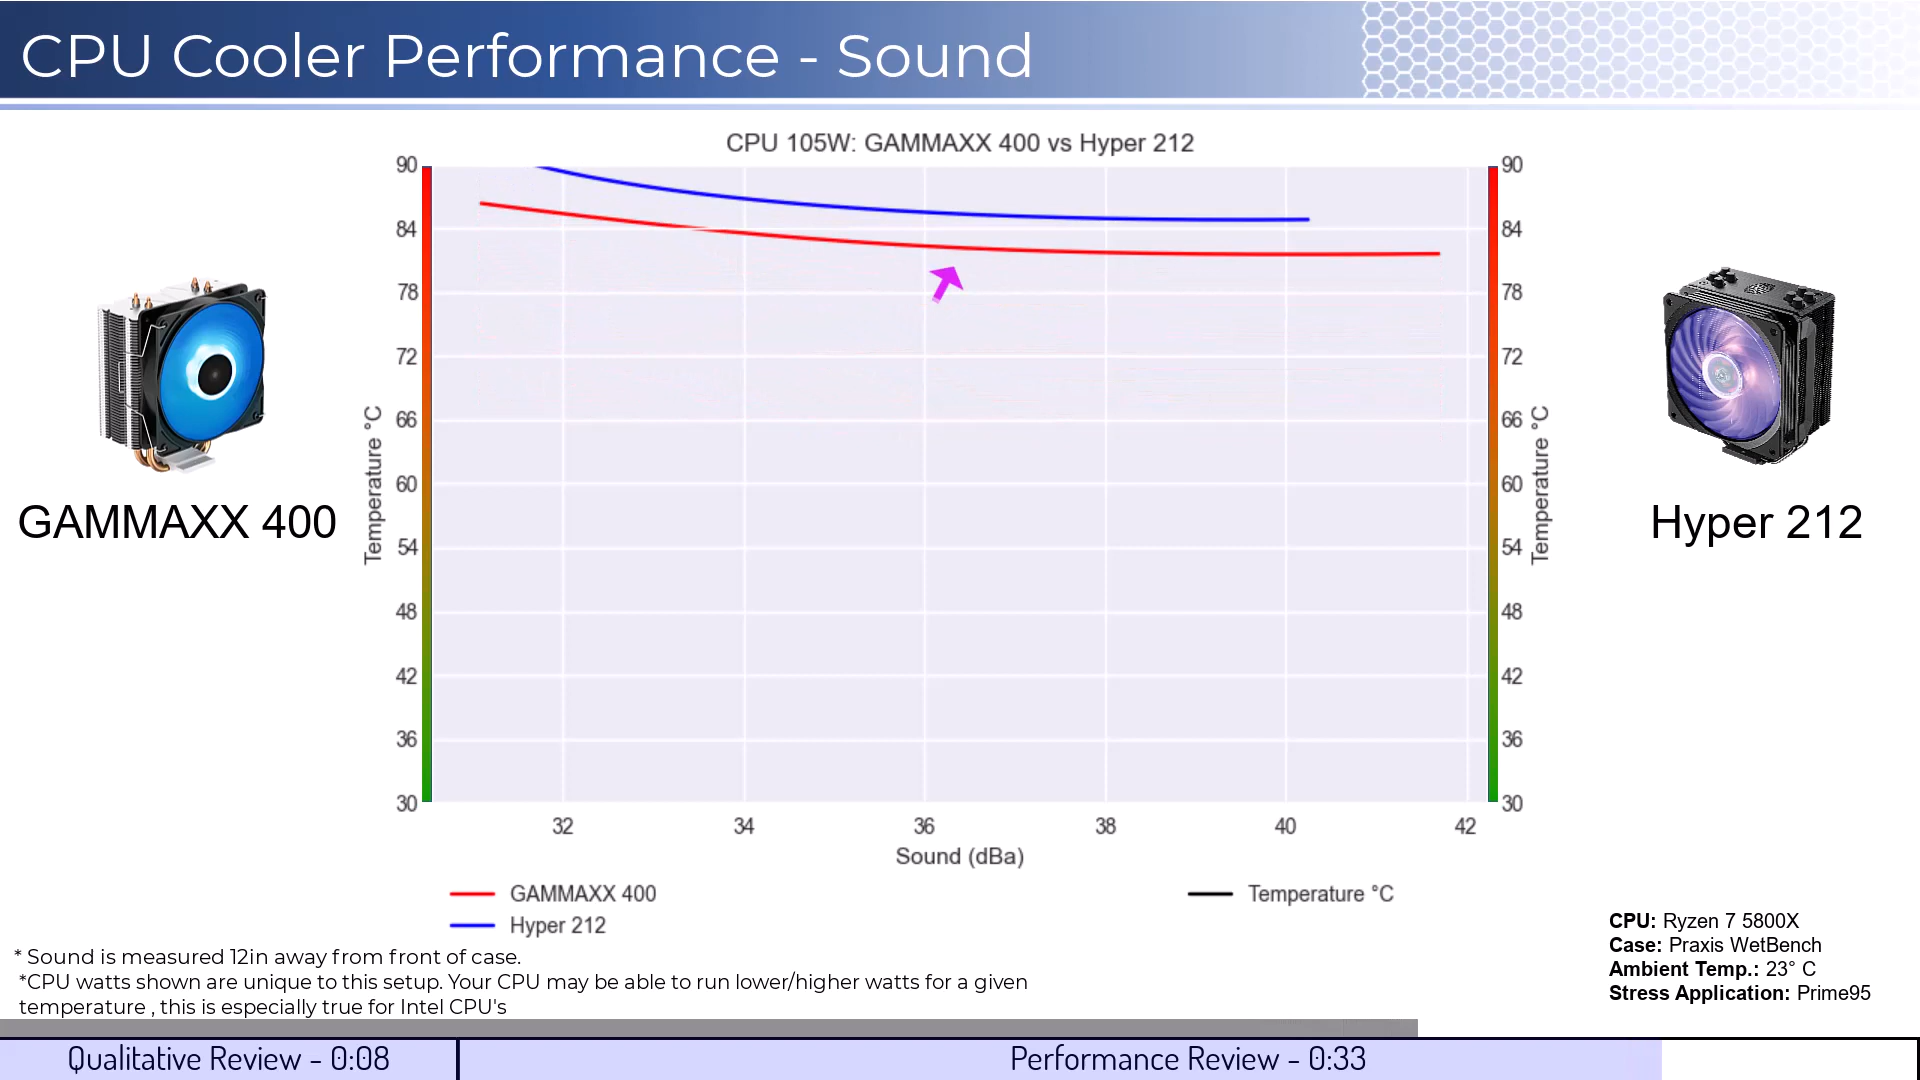 CPU Cooler Performance - Sound
CPU 105W: GAMMAXX 400 vs Hyper 212
90
84
78
72
66
60
54
48
42
36
30
Temperature °C
90
84
78
72
66
60
54
48
42
36
30
Temperature °C
GAMMAXX 400
Hyper 212
32 34 36 38 40 42
Sound (dBa)
GAMMAXX 400
Hyper 212
Temperature °C
CPU: Ryzen 7 5800X
Case: Praxis WetBench
Ambient Temp.: 23° C
Stress Application: Prime95
* Sound is measured 12in away from front of case.
*CPU watts shown are unique to this setup. Your CPU may be able to run lower/higher watts for a given
temperature , this is especially true for Intel CPU's
Qualitative Review - 0:08
Performance Review - 0:33